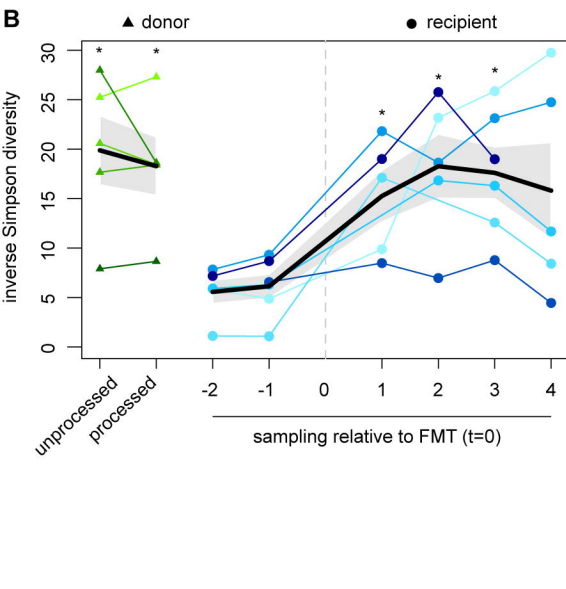 B
donor recipient
* * * * *
inverse Simpson diversity
30
25
20
15
10
5
0
unprocessed
processed
-2 -1 0 1 2 3 4
sampling relative to FMT (t=0)